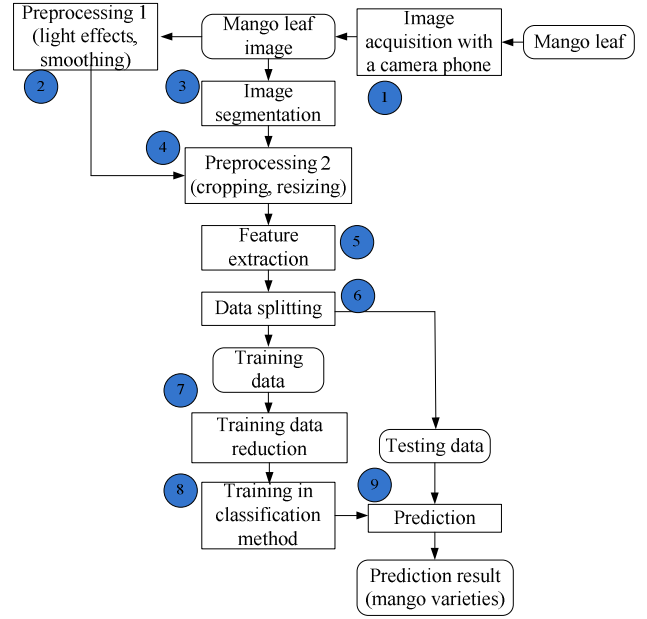 Preprocessing 1
(light effects,
smoothing)
2
Mango leaf
image
Image
acquisition with
a camera phone
1
Mango leaf
3
Image
segmentation
4
Preprocessing 2
(cropping, resizing)
Feature
extraction
5
Data splitting
6
Training
data
7
Training data
reduction
Testing data
8
Training in
classification
method
9
Prediction
Prediction result
(mango varieties)